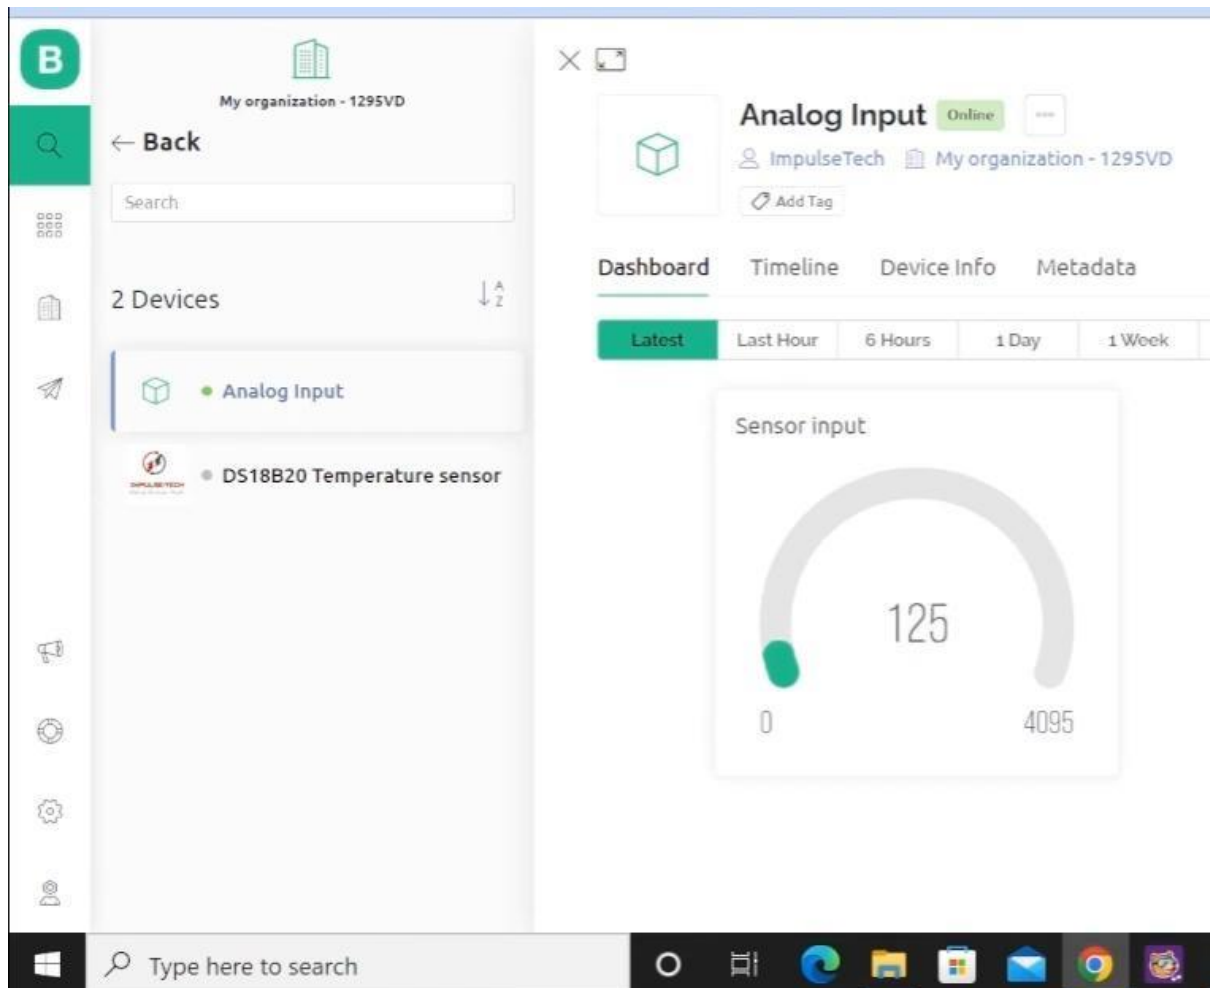 B
My organization - 1295VD
← Back
Search
2 Devices
A
Z
Analog Input
IMPULSE TECH
DS18B20 Temperature sensor
Analog Input Online
ImpulseTech My organization - 1295VD
Add Tag
Dashboard Timeline Device Info Metadata
Latest Last Hour 6 Hours 1 Day 1 Week
Sensor input
125
0 4095
Type here to search